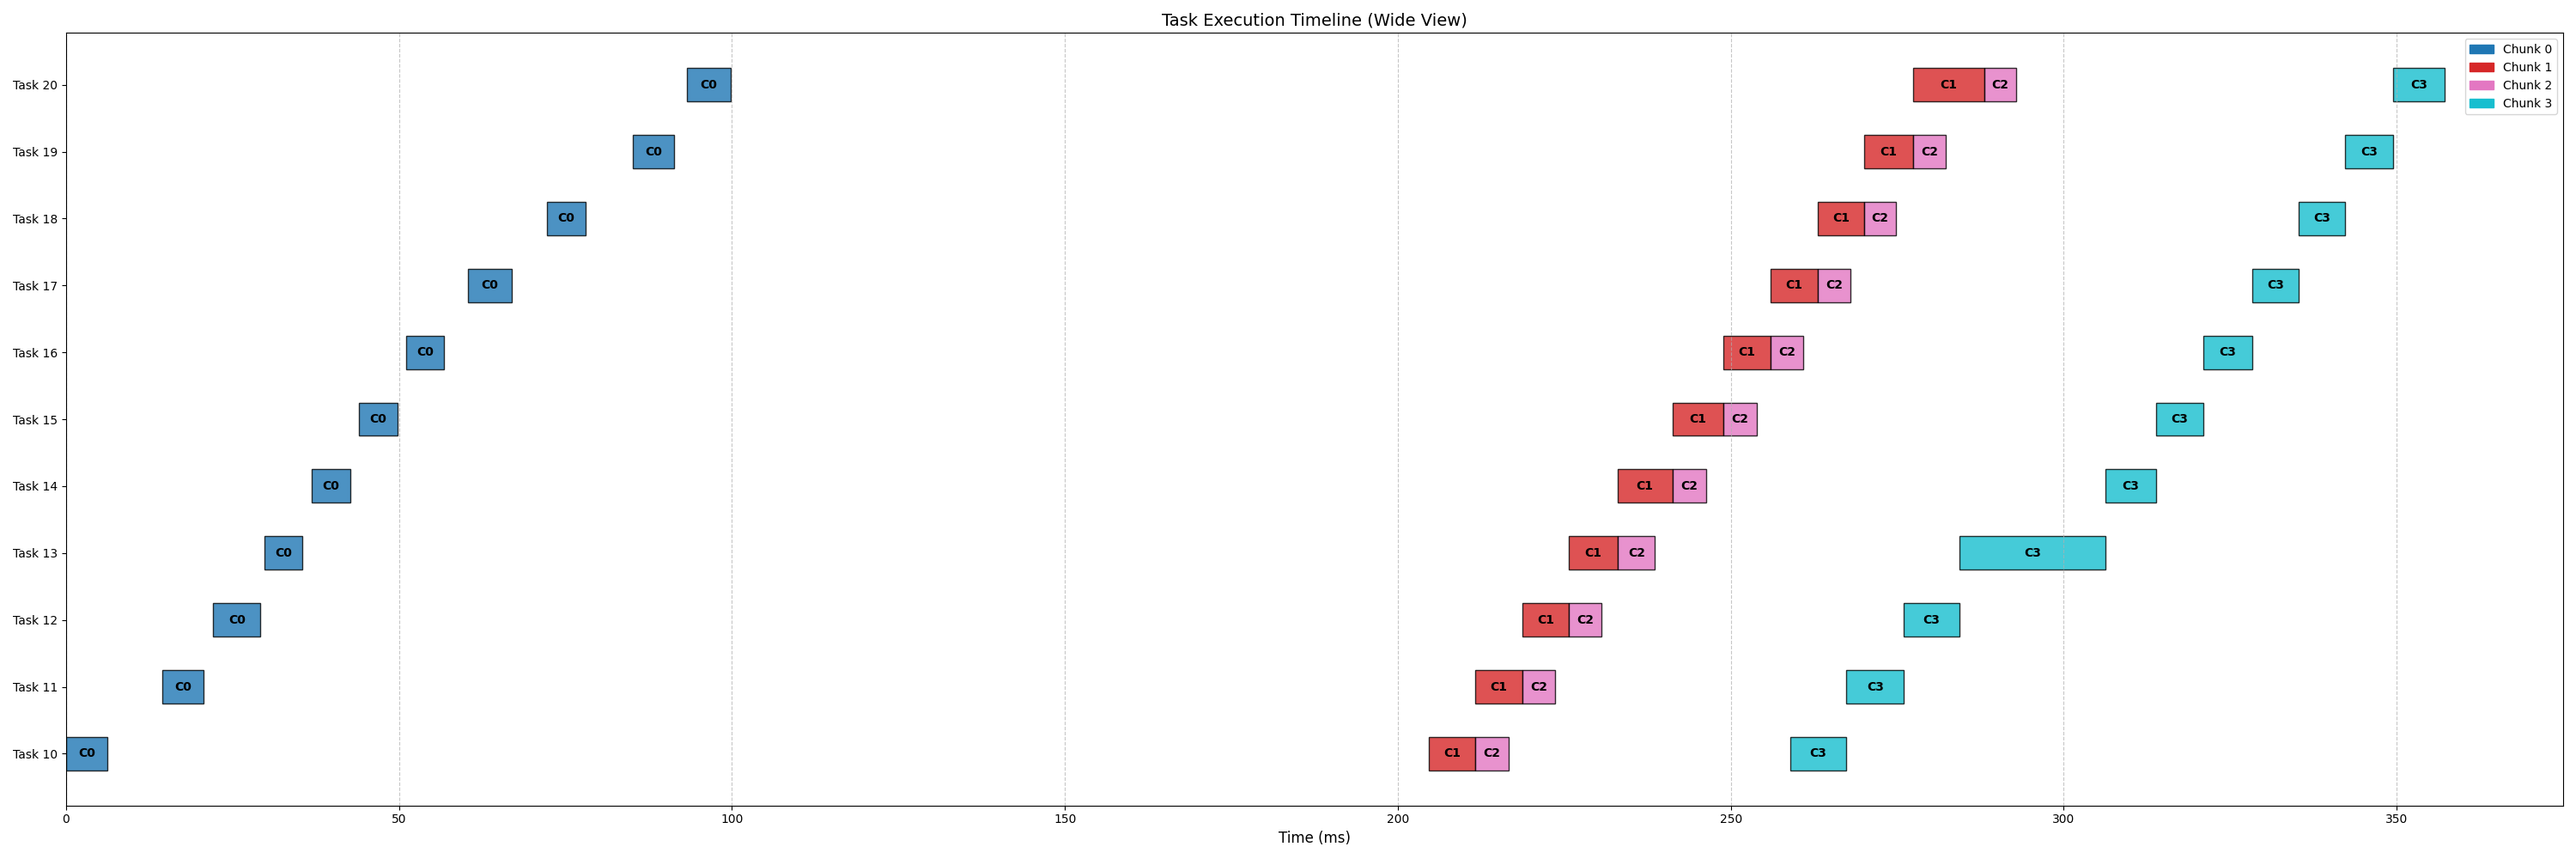 Task Execution Timeline (Wide View)
Chunk 0
Chunk 1
Chunk 2
Chunk 3
Task 20 C0 C1 C2 C3
Task 19 C0 C1 C2 C3
Task 18 C0 C1 C2 C3
Task 17 C0 C1 C2 C3
Task 16 C0 C1 C2 C3
Task 15 C0 C1 C2 C3
Task 14 C0 C1 C2 C3
Task 13 C0 C1 C2 C3
Task 12 C0 C1 C2 C3
Task 11 C0 C1 C2 C3
Task 10 C0 C1 C2 C3
0 50 100 150 200 250 300 350
Time (ms)